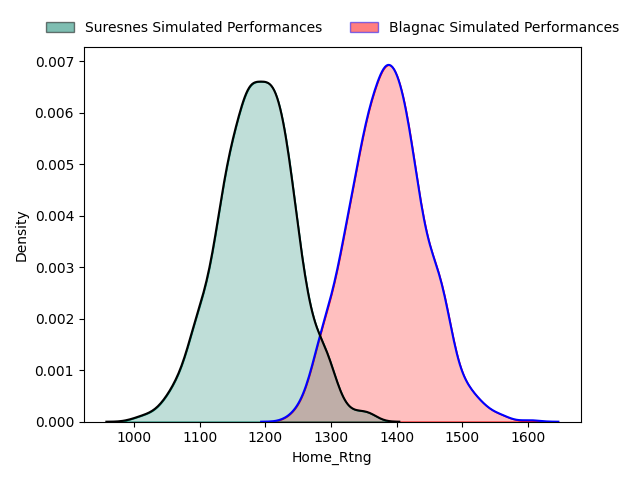 Suresnes Simulated Performances Blagnac Simulated Performances
0.007
0.006
0.005
0.004
0.003
0.002
0.001
0.000
Density
1000 1100 1200 1300 1400 1500 1600
Home_Rtng